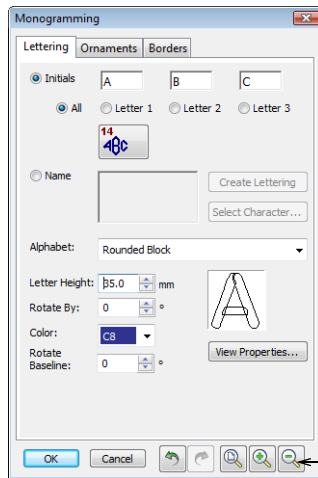 Monogramming
Lettering Ornaments Borders
Initials A B C
All Letter 1 Letter 2 Letter 3
14
ABC
Name
Create Lettering
Select Character...
Alphabet: Rounded Block
Letter Height: 35.0 mm
Rotate By: 0 °
Color: C8
Rotate
Baseline: 0 °
View Properties...
OK Cancel